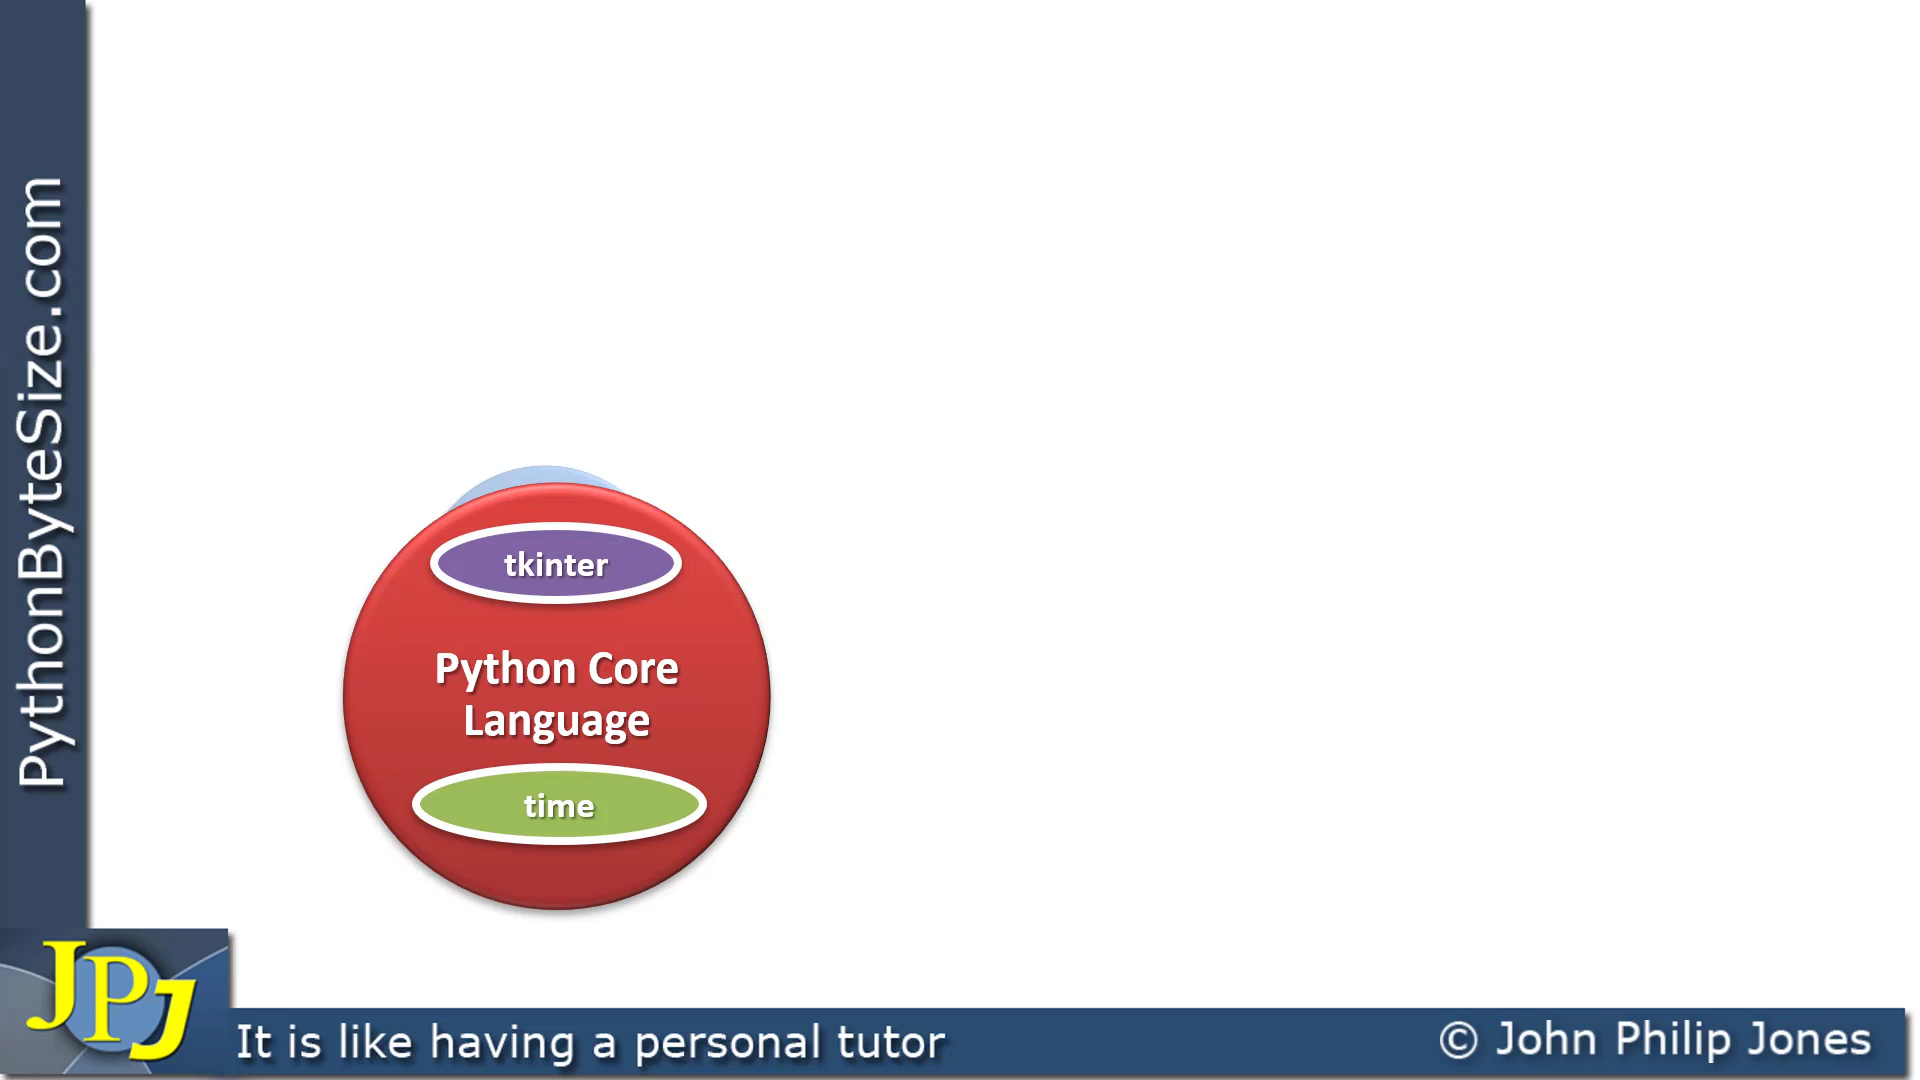 PythonByteSize.com
tkinter
Python Core
Language
time
JPJ
It is like having a personal tutor
© John Philip Jones